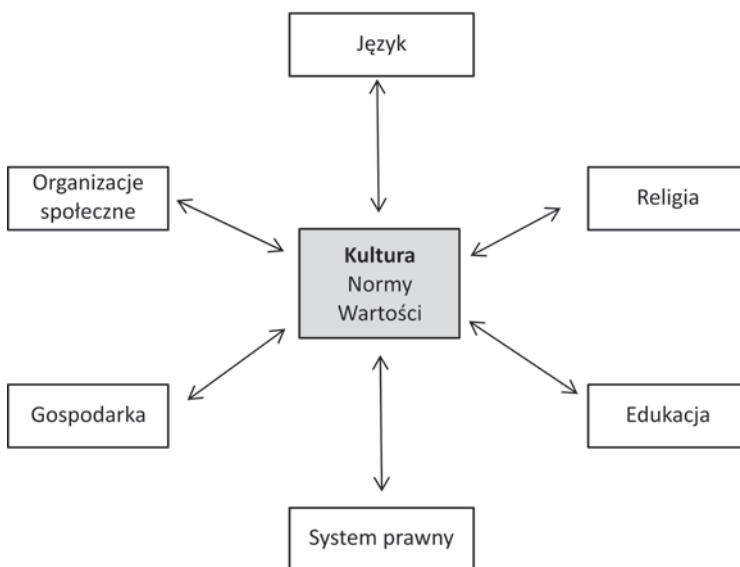 Język
Organizacje
społeczne
Religia
Kultura
Normy
Wartości
Gospodarka
Edukacja
System prawny